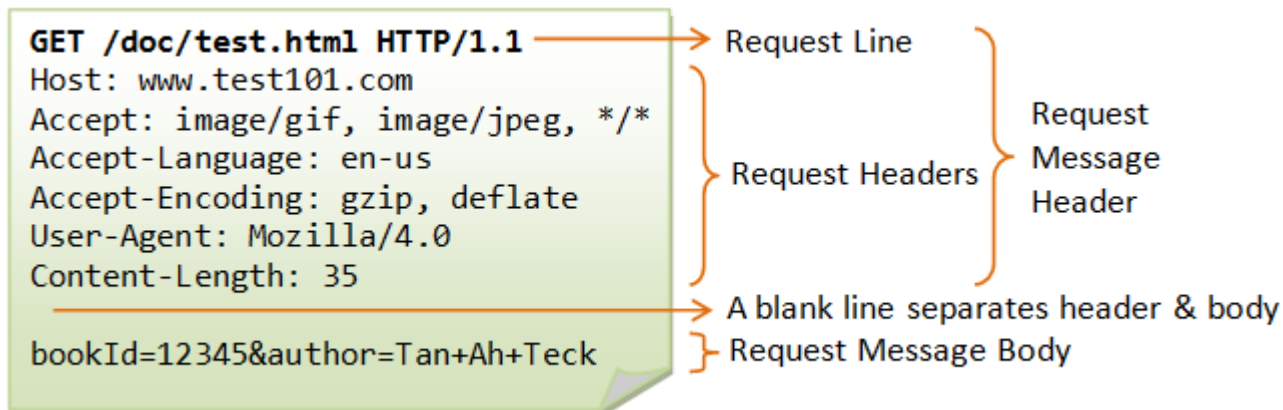 GET /doc/test.html HTTP/1.1
Request Line
Host: www.test101.com
Accept: image/gif, image/jpeg, */*
Accept-Language: en-us
Accept-Encoding: gzip, deflate
User-Agent: Mozilla/4.0
Content-Length: 35
Request Headers
Request
Message
Header
A blank line separates header & body
bookId=12345&author=Tan+Ah+Teck
Request Message Body